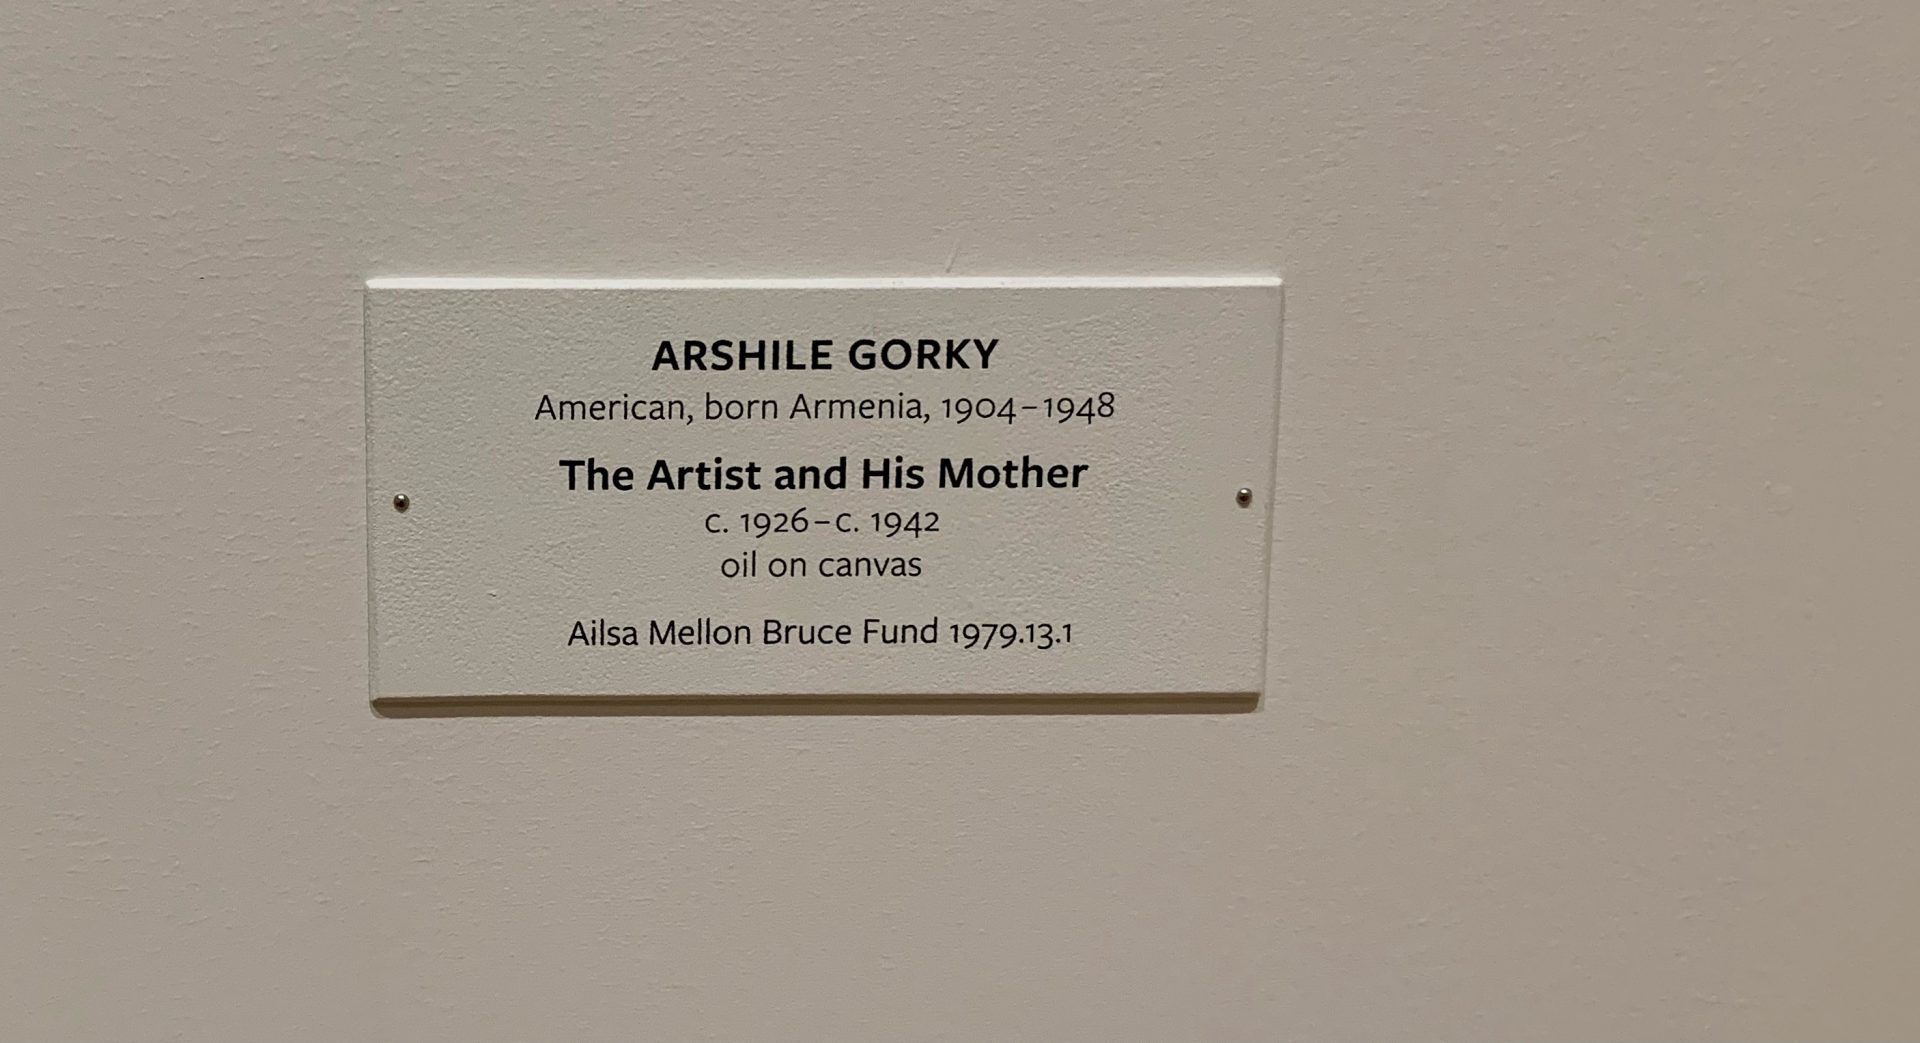 ARSHILE GORKY
American, born Armenia, 1904–1948
The Artist and His Mother
c. 1926–c. 1942
oil on canvas
Ailsa Mellon Bruce Fund 1979.13.1